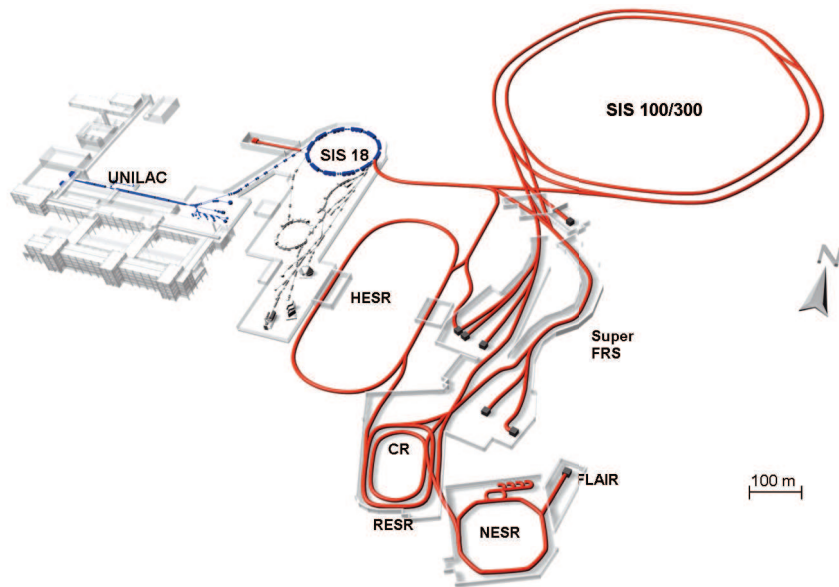 SIS 100/300
SIS 18
UNILAC
N
HESR
Super
FRS
CR
FLAIR
100 m
RESR
NESR